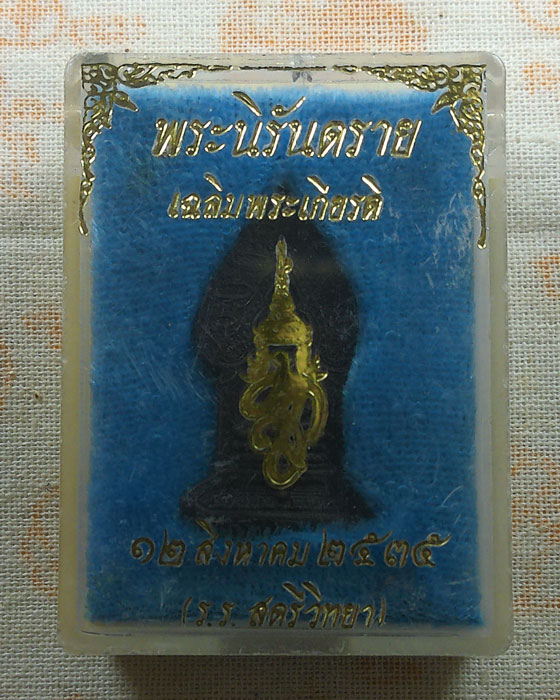 พระนิรันตราย
เฉลิมพระเกียรติ
๑๒ สิงหาคม ๒๕๓๕
(ร.ร. สตรีวิทยา)